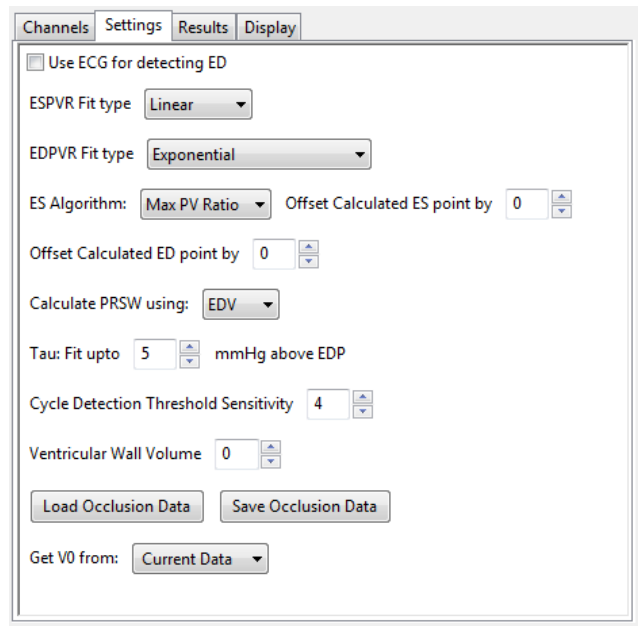 Channels Settings Results Display
Use ECG for detecting ED
ESPVR Fit type Linear
EDPVR Fit type Exponential
ES Algorithm: Max PV Ratio Offset Calculated ES point by 0
Offset Calculated ED point by 0
Calculate PRSW using: EDV
Tau: Fit upto 5 mmHg above EDP
Cycle Detection Threshold Sensitivity 4
Ventricular Wall Volume 0
Load Occlusion Data Save Occlusion Data
Get V0 from: Current Data